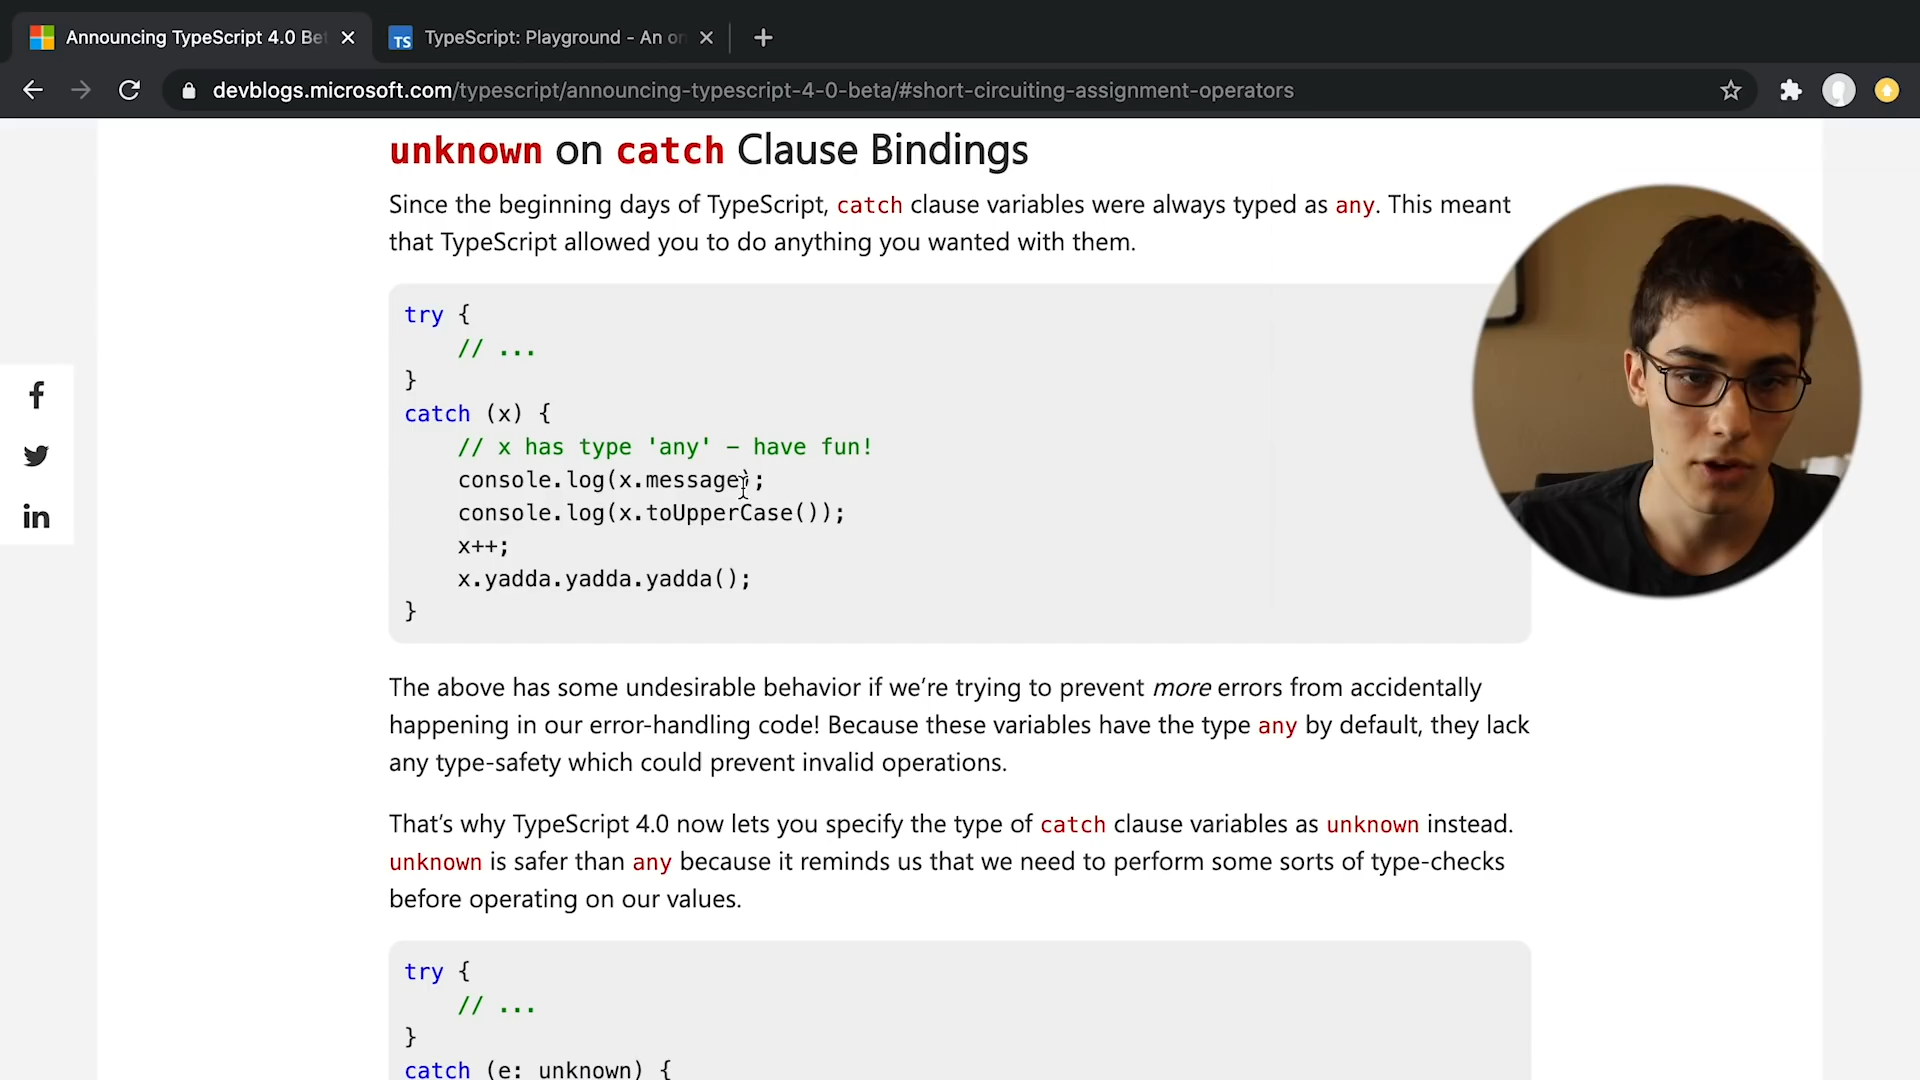 Announcing TypeScript 4.0 Be
TS TypeScript: Playground - An on
devblogs.microsoft.com/typescript/announcing-typescript-4-0-beta/#short-circuiting-assignment-operators
unknown on catch Clause Bindings
Since the beginning days of TypeScript, catch clause variables were always typed as any. This meant
that TypeScript allowed you to do anything you wanted with them.
try {
// ...
}
catch (x) {
// x has type 'any' – have fun!
console.log(x.message);
console.log(x.toUpperCase());
x++;
x.yadda.yadda.yadda();
}
The above has some undesirable behavior if we’re trying to prevent more errors from accidentally
happening in our error-handling code! Because these variables have the type any by default, they lack
any type-safety which could prevent invalid operations.
That’s why TypeScript 4.0 now lets you specify the type of catch clause variables as unknown instead.
unknown is safer than any because it reminds us that we need to perform some sorts of type-checks
before operating on our values.
try {
// ...
}
catch (e: unknown) {